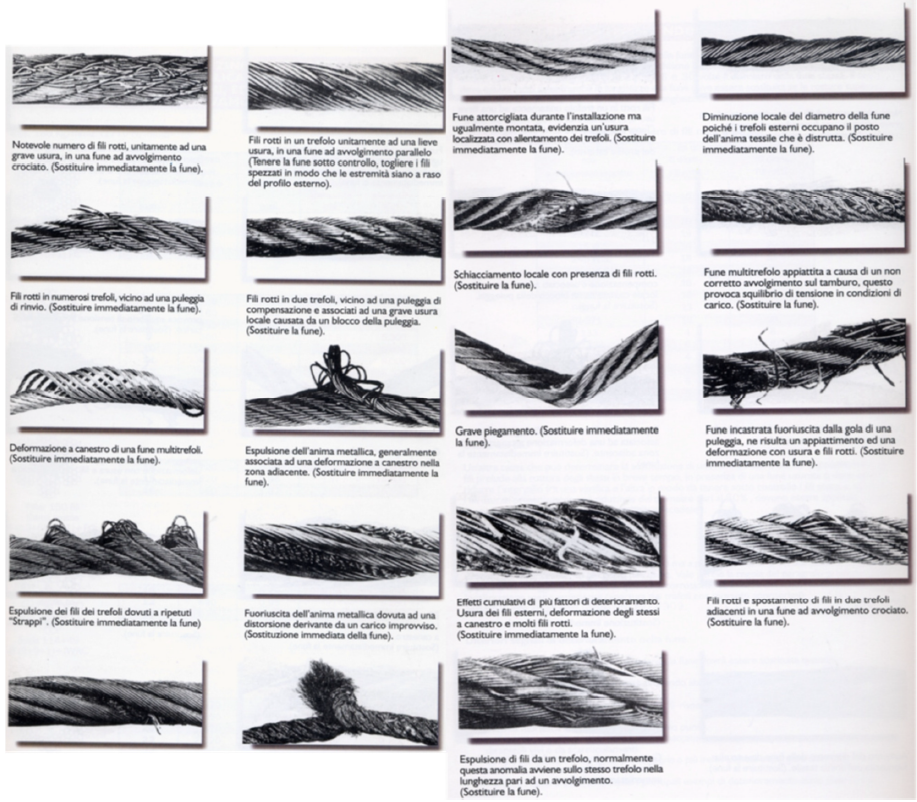 Notevole numero di fili rotti, unitamente ad una
grave usura, in una fune ad avvolgimento
crociato. (Sostituire immediatamente la fune).
Fili rotti in un trefolo unitamente ad una lieve
usura, in una fune ad avvolgimento parallelo
(Tenere la fune sotto controllo, togliere i fili
spezzati in modo che le estremità siano a raso
del profilo esterno).
Fili rotti in numerosi trefoli, vicino ad una puleggia
di rinvio. (Sostituire immediatamente la fune).
Fili rotti in due trefoli, vicino ad una puleggia di
compensazione e associati ad una grave usura
locale causata da un blocco della puleggia.
(Sostituire la fune).
Deformazione a canestro di una fune multitrefoli.
(Sostituire immediatamente la fune).
Espulsione dell'anima metallica, generalmente
associata ad una deformazione a canestro nella
zona adiacente. (Sostituire immediatamente la
fune).
Espulsione dei fili dei trefoli dovuti a ripetuti
"Strappi". (Sostituire immediatamente la fune)
Fuoriuscita dell'anima metallica dovuta ad una
distorsione derivante da un carico improvviso.
(Sostituzione immediata della fune).
Fune attorcigliata durante l'installazione ma
ugualmente montata, evidenzia un'usura
localizzata con allentamento dei trefoli. (Sostituire
immediatamente la fune).
Diminuzione locale del diametro della fune
poiché i trefoli esterni occupano il posto
dell'anima tessile che è distrutta. (Sostituire
immediatamente la fune).
Schiacciamento locale con presenza di fili rotti.
(Sostituire la fune).
Fune multitrefolo appiattita a causa di un non
corretto avvolgimento sul tamburo, questo
provoca squilibrio di tensione in condizioni di
carico. (Sostituire la fune).
Grave piegamento. (Sostituire immediatamente
la fune).
Fune incastrata fuoriuscita dalla gola di una
puleggia, ne risulta un appiattimento ed una
deformazione con usura e fili rotti. (Sostituire
immediatamente la fune).
Effetti cumulativi di più fattori di deterioramento.
Usura dei fili esterni, deformazione degli stessi
a canestro e molti fili rotti.
(Sostituire immediatamente la fune).
Fili rotti e spostamento di fili in due trefoli
adiacenti in una fune ad avvolgimento crociato.
(Sostituire la fune).
Espulsione di fili da un trefolo, normalmente
questa anomalia avviene sullo stesso trefolo nella
lunghezza pari ad un avvolgimento.
(Sostituire la fune).